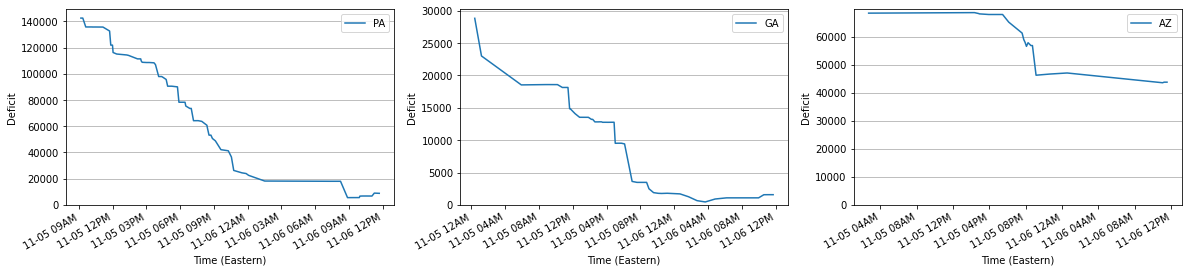 PA
140000
120000
100000
80000
60000
40000
20000
0
Deficit
11-05 09AM
11-05 12PM
11-05 03PM
11-05 06PM
11-05 09PM
11-06 12AM
11-06 03AM
11-06 06AM
11-06 09AM
11-06 12PM
Time (Eastern)
GA
30000
25000
20000
15000
10000
5000
0
Deficit
11-05 12AM
11-05 04AM
11-05 08AM
11-05 12PM
11-05 04PM
11-05 08PM
11-06 12AM
11-06 04AM
11-06 08AM
11-06 12PM
Time (Eastern)
AZ
60000
50000
40000
30000
20000
10000
0
Deficit
11-05 04AM
11-05 08AM
11-05 12PM
11-05 04PM
11-05 08PM
11-06 12AM
11-06 04AM
11-06 08AM
11-06 12PM
Time (Eastern)